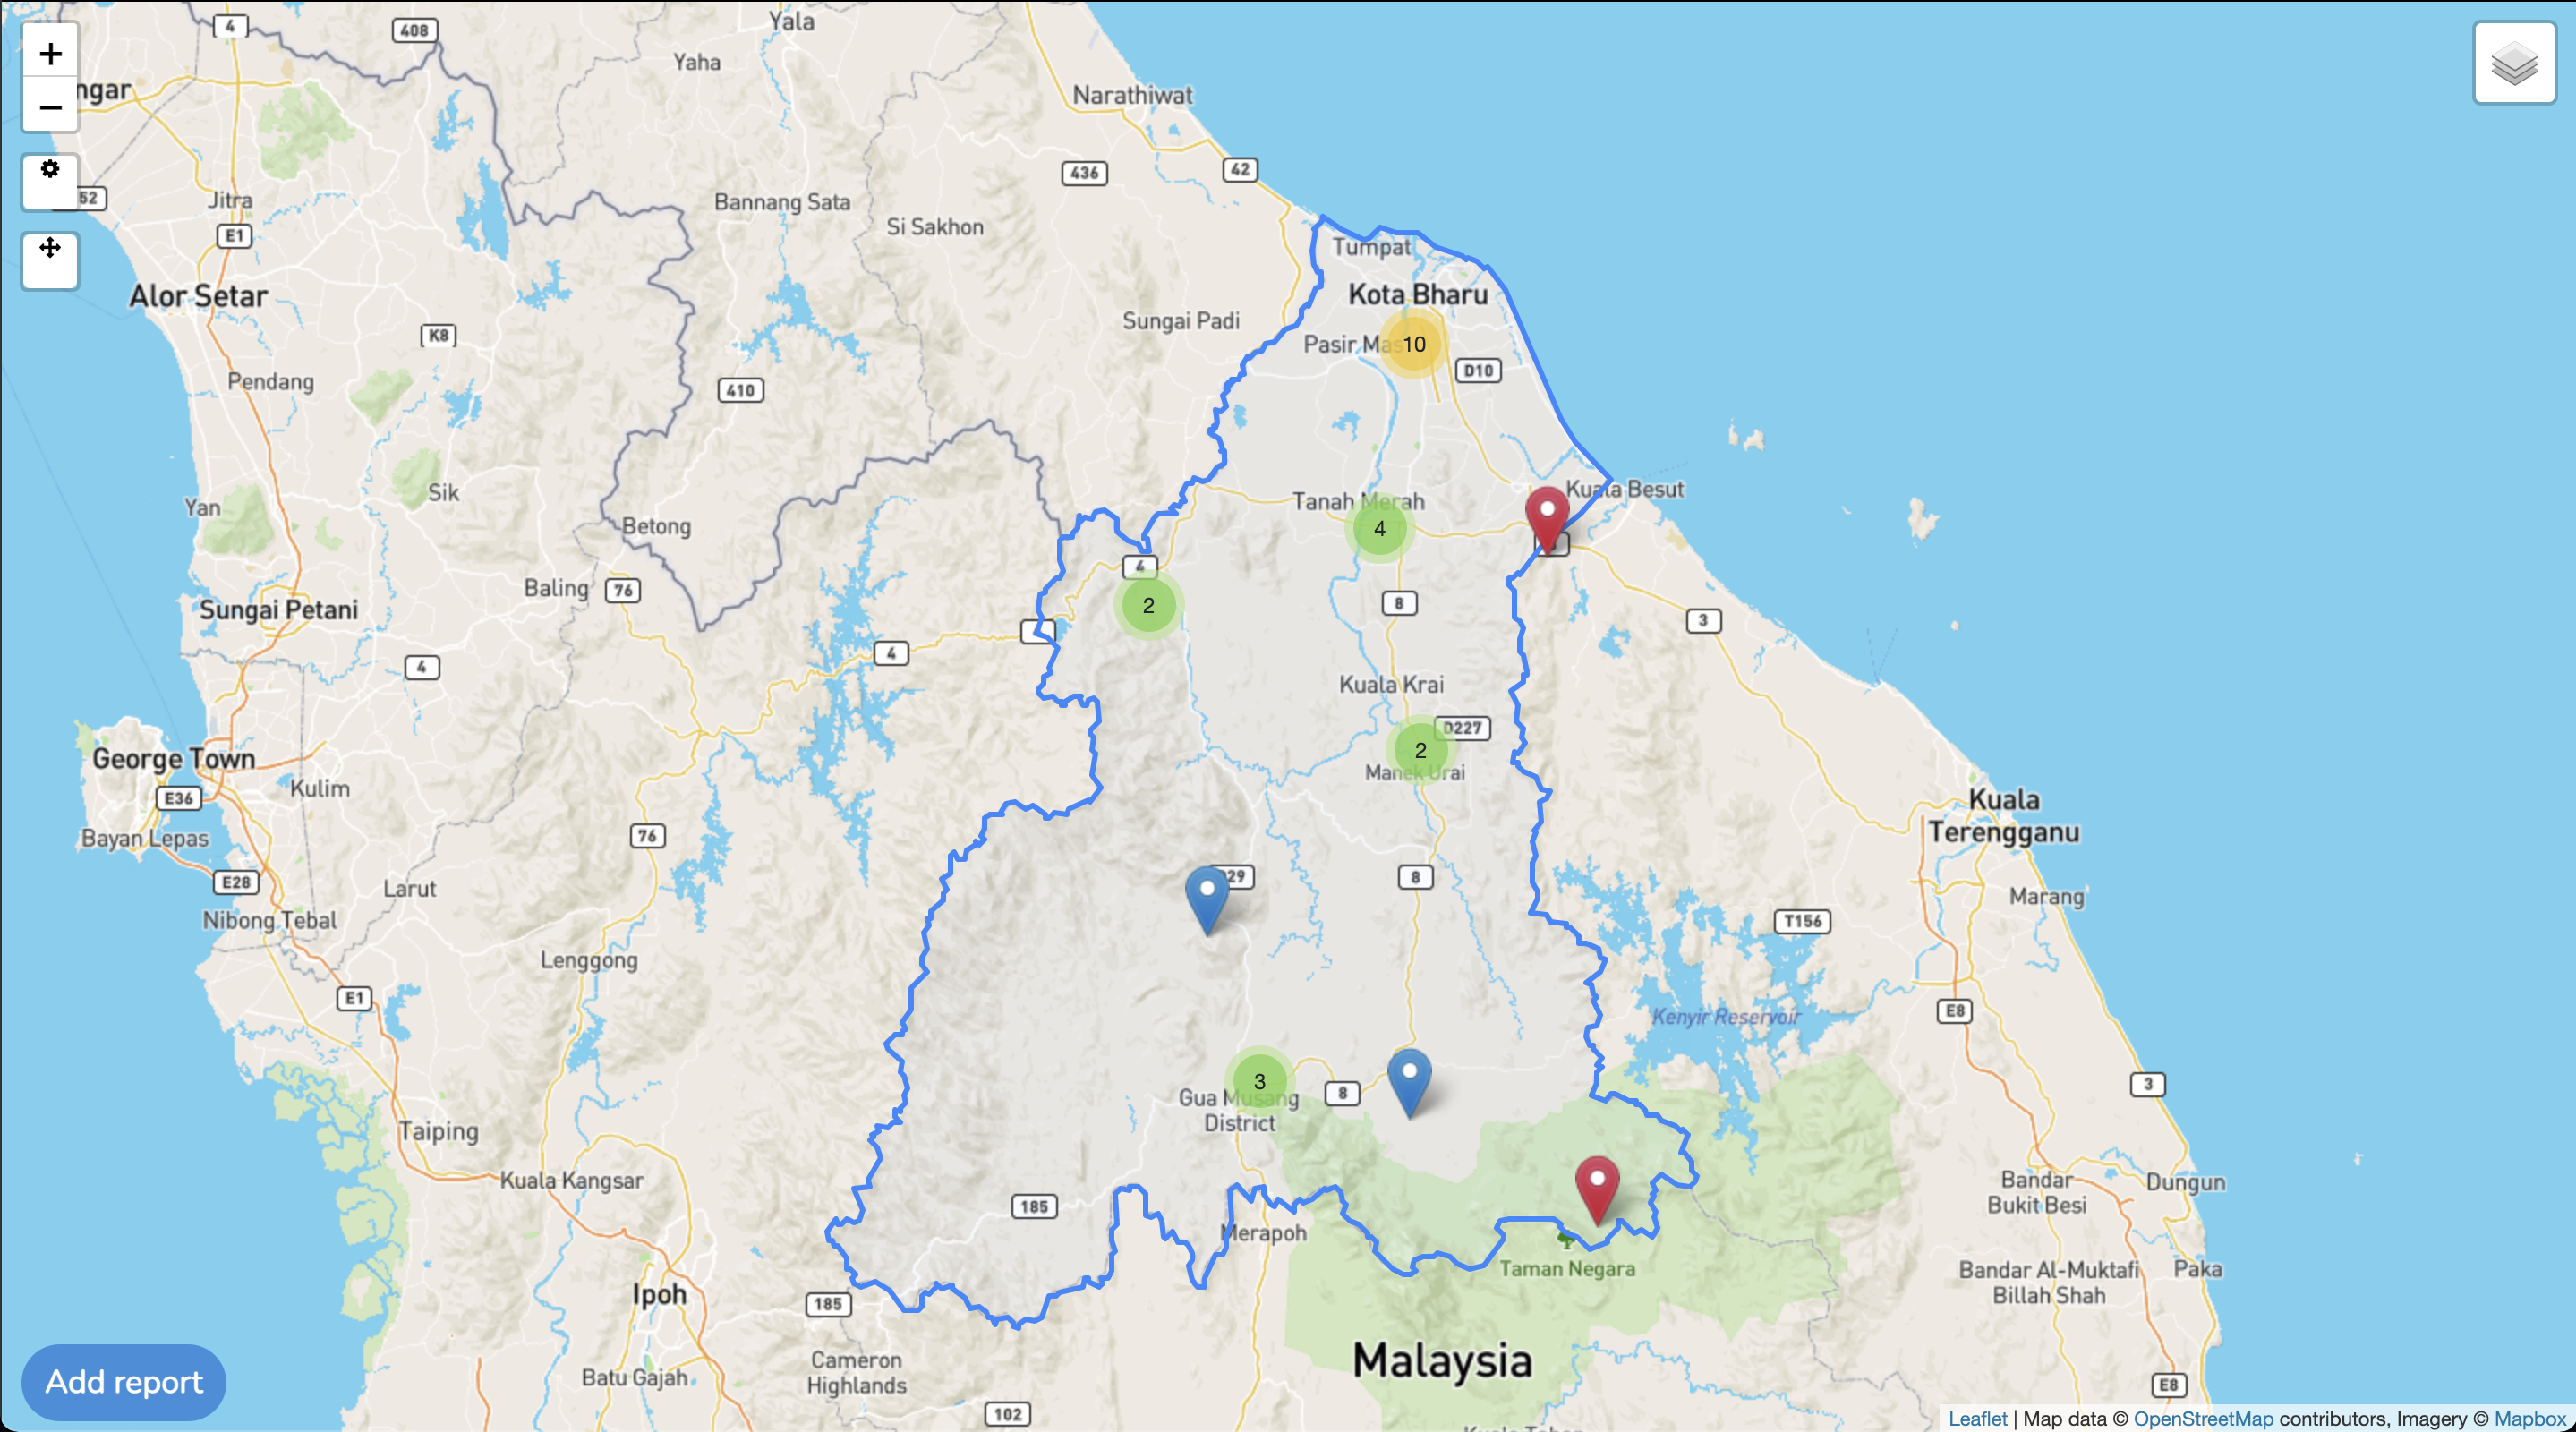 4
408
Yala
Yaha
ngar
Narathiwat
+
−
436
42
52
Jitra
Bannang Sata
Si Sakhon
E1
Tumpat
Alor Setar
Kota Bharu
Sungai Padi
K8
Pasir Mas
10
D10
Pendang
410
Sik
Kuala Besut
Tanah Merah
Yan
Betong
4
4
Baling
76
2
8
Sungai Petani
3
4
4
Kuala Krai
D227
2
Manek Urai
George Town
Kulim
E36
Kuala
Terengganu
Bayan Lepas
76
29
8
E28
Larut
Marang
Nibong Tebal
T156
Lenggong
E1
E8
Kenyir Reservoir
3
8
3
Gua Musang
District
Taiping
Kuala Kangsar
Bandar
Bukit Besi
Dungun
185
Merapoh
Taman Negara
Bandar Al-Muktafi
Billah Shah
Paka
Ipoh
185
Malaysia
Cameron
Highlands
Batu Gajah
Add report
E8
102
Leaflet | Map data © OpenStreetMap contributors, Imagery © Mapbox